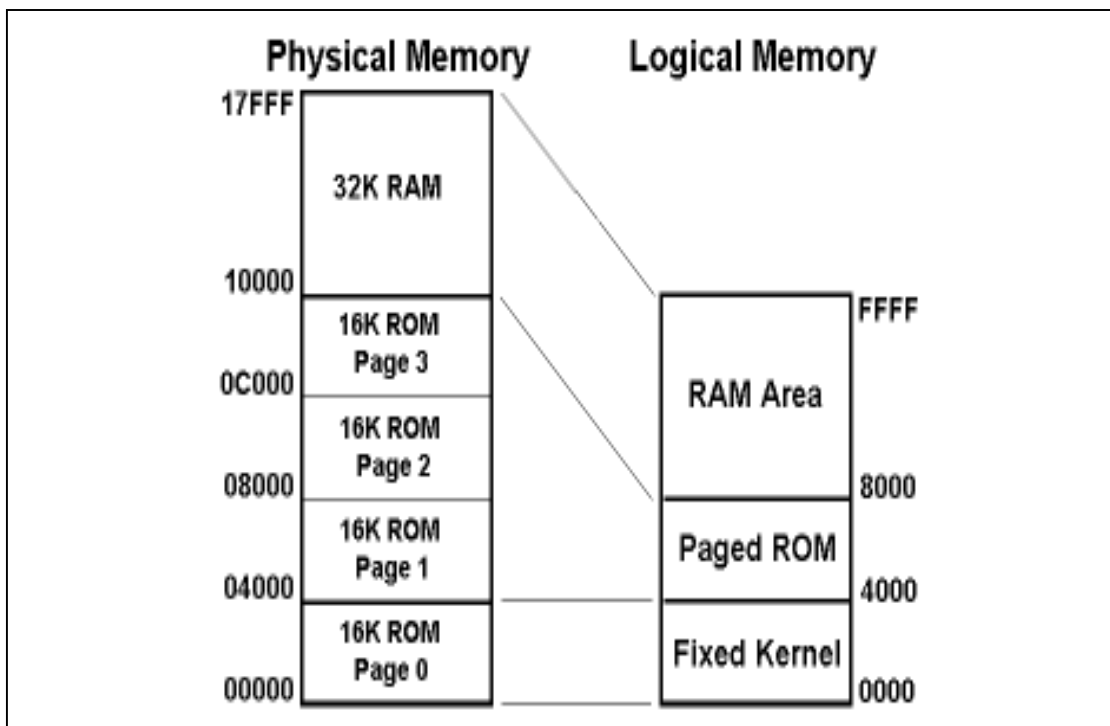 Physical Memory
Logical Memory
17FFF
32K RAM
10000
16K ROM
Page 3
0C000
16K ROM
Page 2
08000
16K ROM
Page 1
04000
16K ROM
Page 0
00000
FFFF
RAM Area
8000
Paged ROM
4000
Fixed Kernel
0000